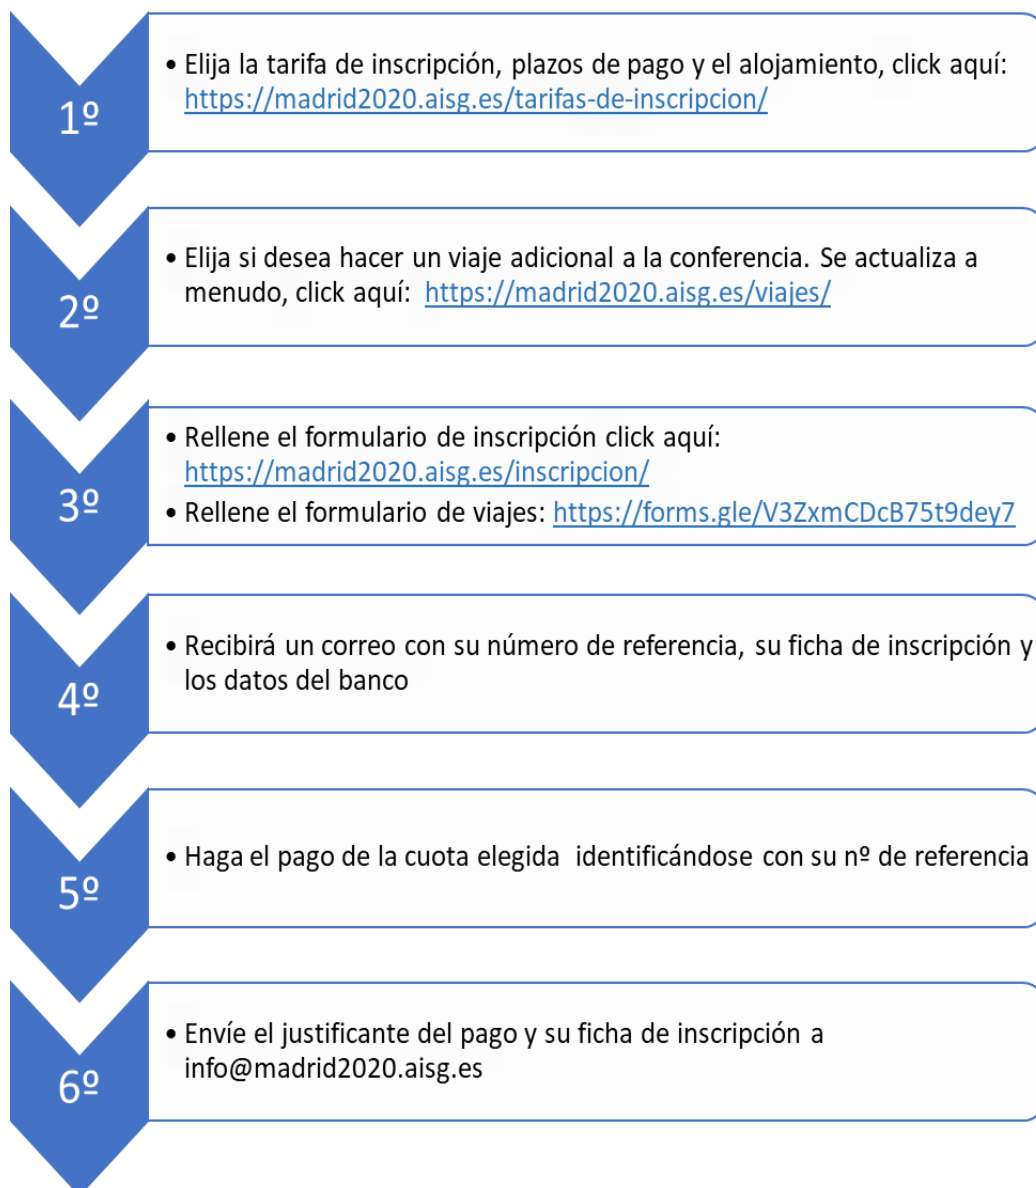 1º
• Elija la tarifa de inscripción, plazos de pago y el alojamiento, click aquí:
https://madrid2020.aisg.es/tarifas-de-inscripcion/
2º
• Elija si desea hacer un viaje adicional a la conferencia. Se actualiza a
menudo, click aquí: https://madrid2020.aisg.es/viajes/
3º
• Rellene el formulario de inscripción click aquí:
https://madrid2020.aisg.es/inscripcion/
• Rellene el formulario de viajes: https://forms.gle/V3ZxmCDcB75t9dey7
4º
• Recibirá un correo con su número de referencia, su ficha de inscripción y
los datos del banco
5º
• Haga el pago de la cuota elegida identificándose con su nº de referencia
6º
• Envíe el justificante del pago y su ficha de inscripción a
info@madrid2020.aisg.es